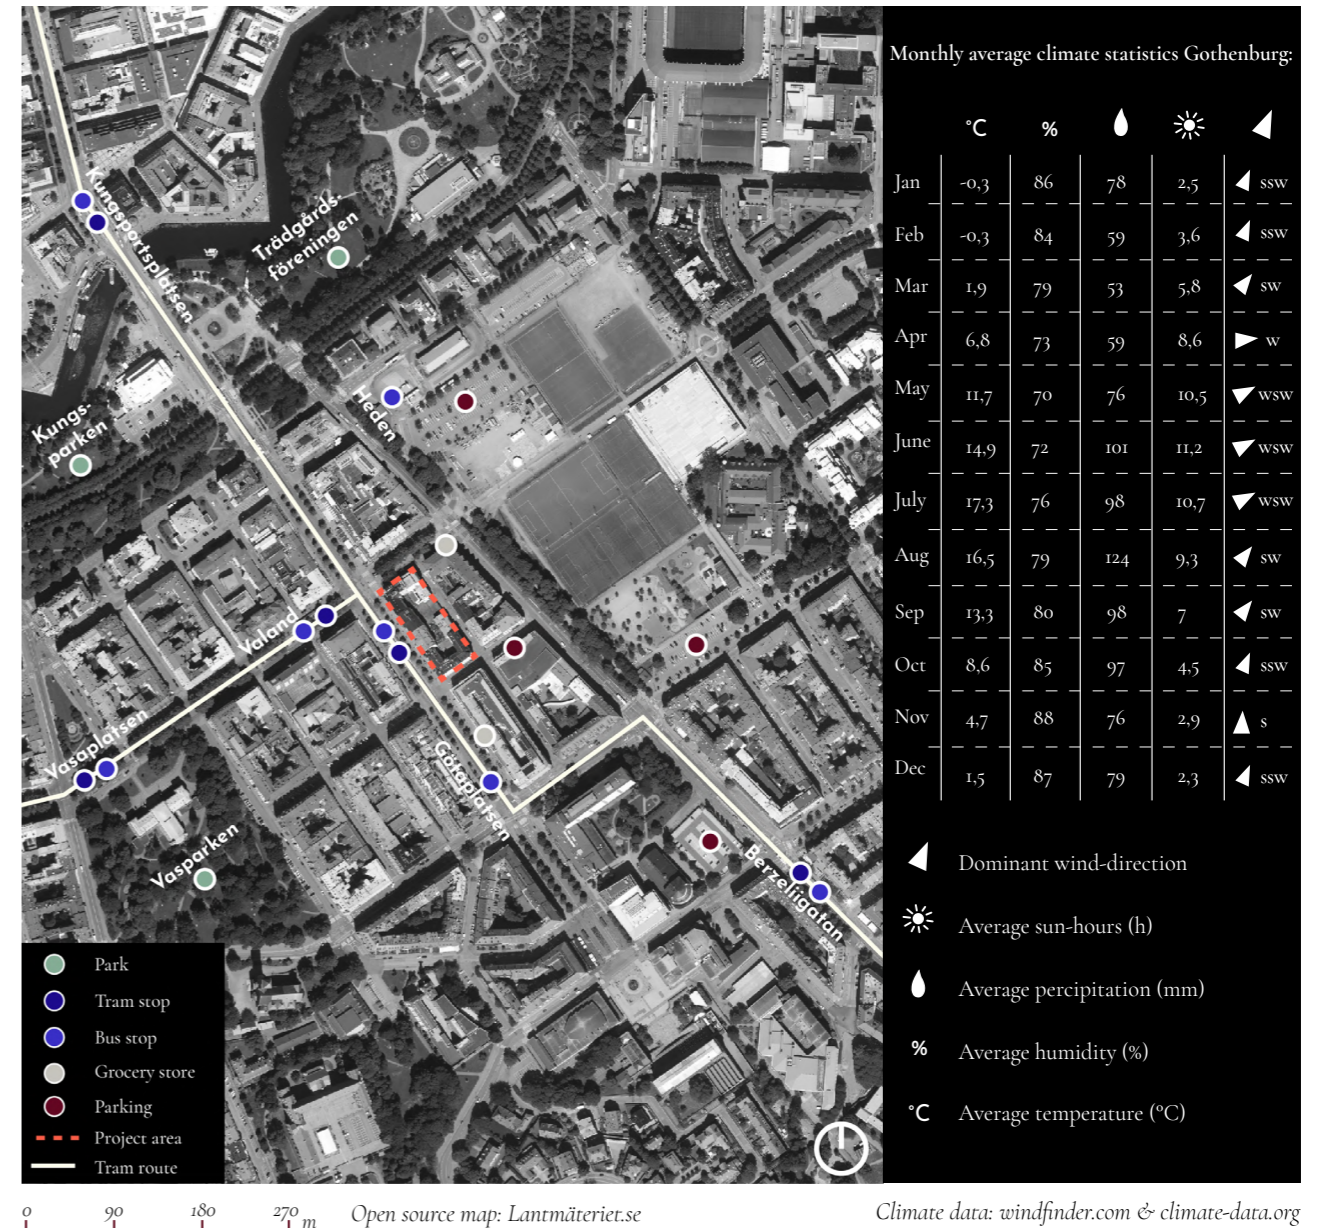 Monthly average climate statistics Gothenburg:
°C % 
Jan -0,3 86 78 2,5 ssw
Feb -0,3 84 59 3,6 ssw
Mar 1,9 79 53 5,8 sw
Apr 6,8 73 59 8,6 w
May 11,7 70 76 10,5 wsw
June 14,9 72 101 11,2 wsw
July 17,3 76 98 10,7 wsw
Aug 16,5 79 124 9,3 sw
Sep 13,3 80 98 7 sw
Oct 8,6 85 97 4,5 ssw
Nov 4,7 88 76 2,9 s
Dec 1,5 87 79 2,3 ssw
Dominant wind-direction
Average sun-hours (h)
Average percipitation (mm)
% Average humidity (%)
°C Average temperature (°C)
Kungsportsplatsen
Trädgårds-
föreningen
Heden
Kungs-
parken
Valand
Vasaplatsen
Götaplatsen
Vasparken
Berzeliigatan
Park
Tram stop
Bus stop
Grocery store
Parking
Project area
Tram route
0 90 180 270 m
Open source map: Lantmäteriet.se
Climate data: windfinder.com & climate-data.org